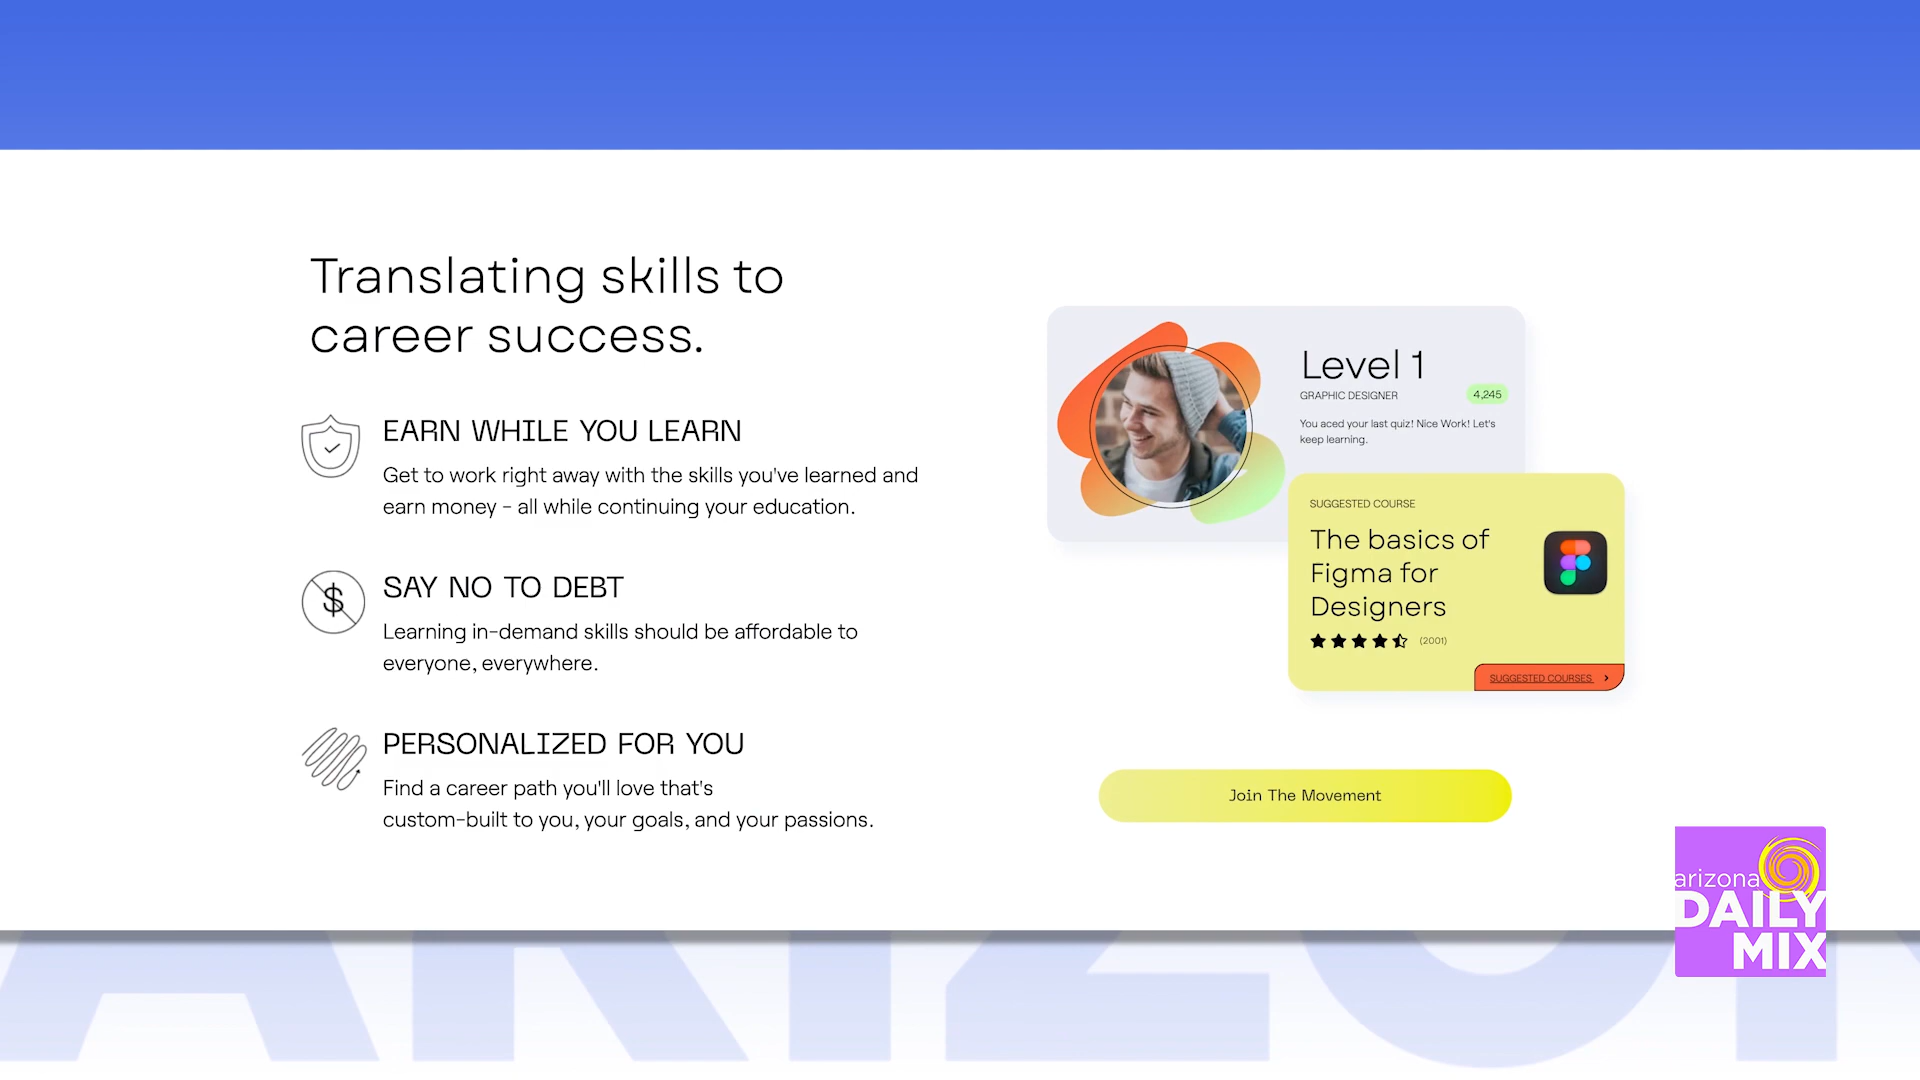 Translating skills to
career success.
EARN WHILE YOU LEARN
Get to work right away with the skills you've learned and
earn money - all while continuing your education.
SAY NO TO DEBT
Learning in-demand skills should be affordable to
everyone, everywhere.
PERSONALIZED FOR YOU
Find a career path you'll love that's
custom-built to you, your goals, and your passions.
Level 1
GRAPHIC DESIGNER
4,245
You aced your last quiz! Nice Work! Let's
keep learning.
SUGGESTED COURSE
The basics of
Figma for
Designers
(2001)
SUGGESTED COURSES
Join The Movement
arizona
DAILY
MIX
ARIZON